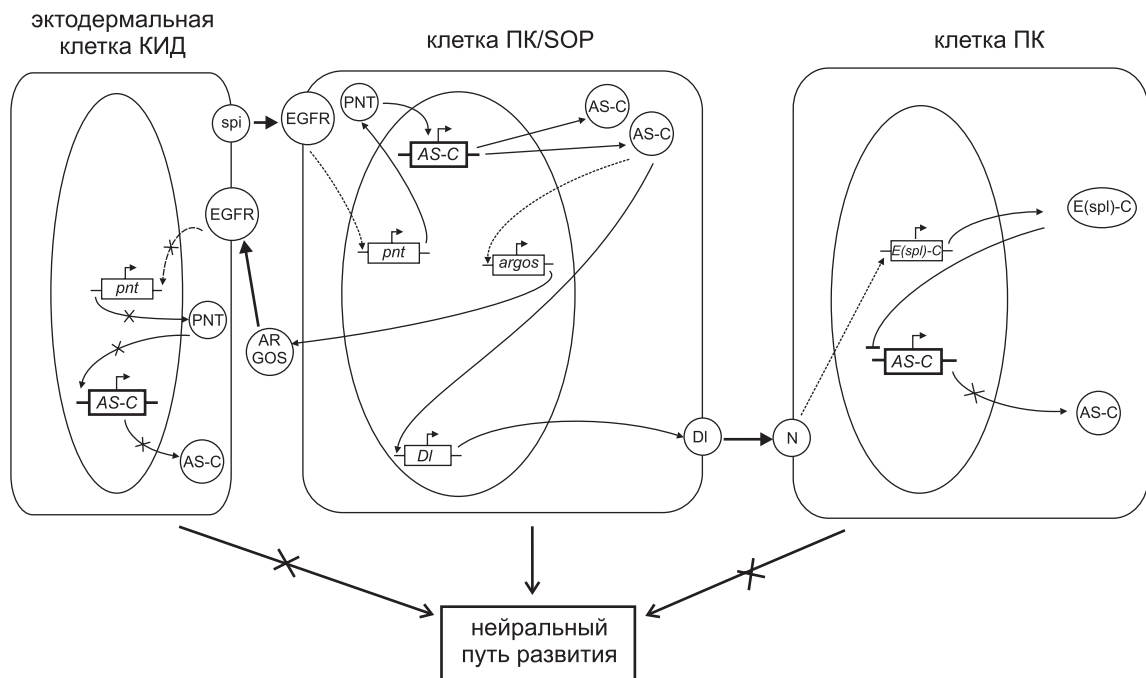 эктодермальная
клетка КИД
клетка ПК/SOP
клетка ПК
spi
EGFR
pnt
PNT
AS-C
AS-C
AR
GOS
EGFR
PNT
AS-C
AS-C
AS-C
pnt
argos
Dl
Dl
N
E(spl)-C
E(spl)-C
AS-C
AS-C
нейральный
путь развития